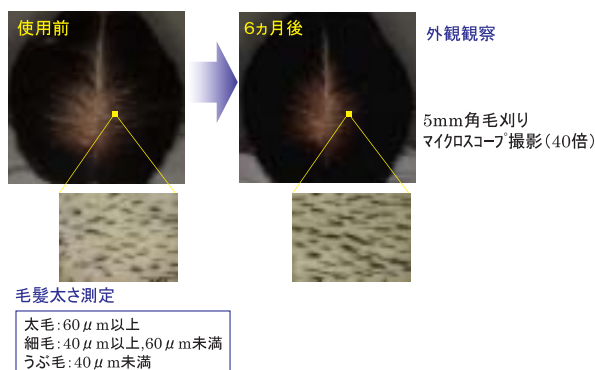 使用前
6ヵ月後
外観観察
5mm角毛刈り
マイクロスコープ撮影(40倍)
毛髪太さ測定
太毛:60μm以上
細毛:40μm以上,60μm未満
うぶ毛:40μm未満